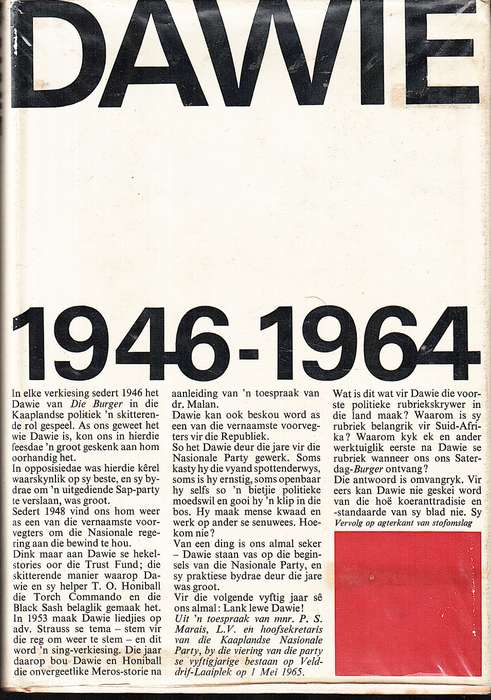 DAWIE
1946-1964
In elke verkiesing sedert 1946 het
Dawie van Die Burger in die
Kaaplandse politiek 'n skitteren-
de rol gespeel. As ons geweet het
wie Dawie is, kon ons in hierdie
feesdae 'n groot geskenk aan hom
oorhandig het.
In opposisiedae was hierdie kêrel
waarskynlik op sy beste, en sy by-
drae om 'n uitgediende Sap-party
te verslaan, was groot.
Sedert 1948 vind ons hom weer
as een van die vernaamste voor-
vegters om die Nasionale rege-
ring aan die bewind te hou.
Dink maar aan Dawie se hekel-
stories oor die Trust Fund; die
skitterende manier waarop Da-
wie en sy helper T. O. Honiball
die Torch Commando en die
Black Sash belaglik gemaak het.
In 1953 maak Dawie liedjies op
adv. Strauss se tema – stem vir
die reg om weer te stem – en dit
word 'n sing-verkiesing. Die jaar
daarop bou Dawie en Honiball
die onvergeetlike Meros-storie na
aanleiding van 'n toespraak van
dr. Malan.
Dawie kan ook beskou word as
een van die vernaamste voorveg-
ters vir die Republiek.
So het Dawie deur die jare vir die
Nasionale Party gewerk. Soms
kasty hy die vyand spottenderwys,
soms is hy ernstig, soms openbaar
hy selfs so 'n bietjie politieke
moedswil en gooi hy 'n klip in die
bos. Hy maak mense kwaad en
werk op ander se senuwees. Hoe-
kom nie?
Van een ding is ons almal seker
– Dawie staan vas op die begin-
sels van die Nasionale Party, en
sy praktiese bydrae deur die jare
was groot.
Vir die volgende vyftig jaar sê
ons almal: Lank lewe Dawie!
Uit 'n toespraak van mnr. P. S.
Marais, L.V. en hoofsekretaris
van die Kaaplandse Nasionale
Party, by die viering van die party
se vyftigjarige bestaan op Veld-
drif-Laaiplek op 1 Mei 1965.
Wat is dit wat vir Dawie die voor-
ste politieke rubriekskrywer in
die land maak? Waarom is sy
rubriek belangrik vir Suid-Afri-
ka? Waarom kyk ek en ander
werktuiglik eerste na Dawie se
rubriek wanneer ons ons Sater-
dag-Burger ontvang?
Die antwoord is omvangryk. Vir
eers kan Dawie nie geskei word
van die hoë koeranttradisie en
-standaarde van sy blad nie. Sy
Vervolg op agterkant van stofomslag